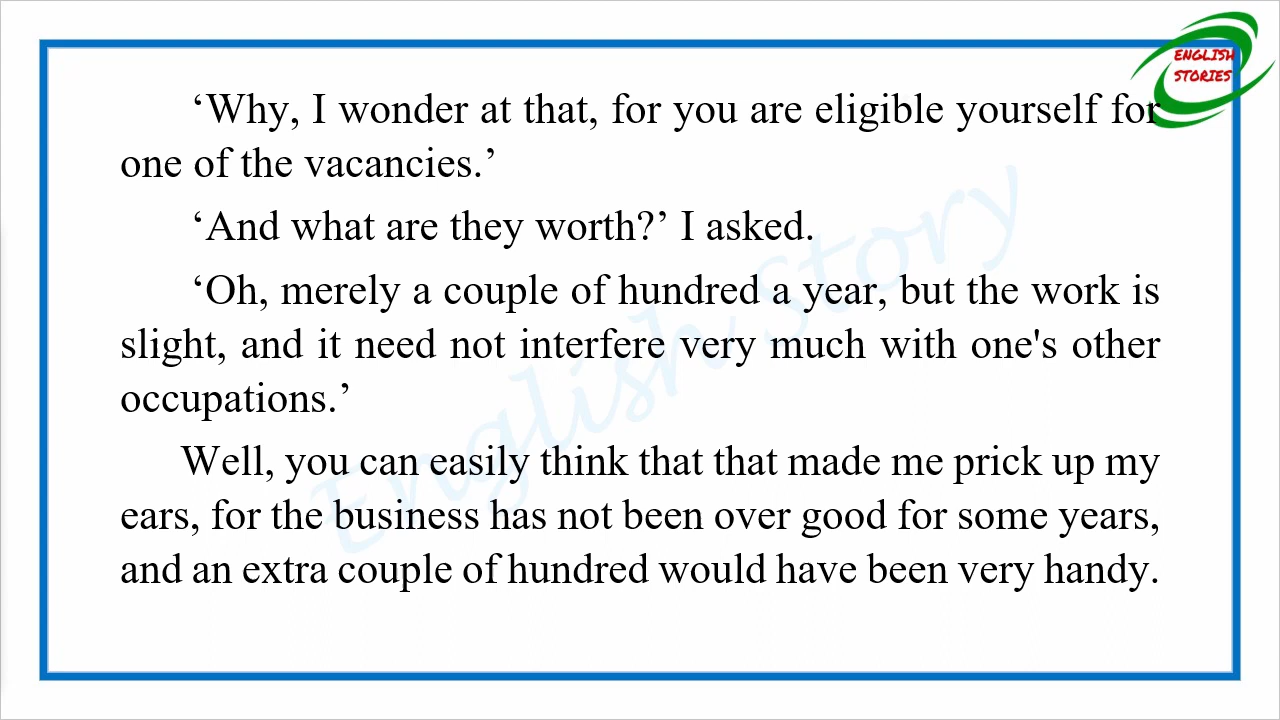 ENGLISH
STORIES
‘Why, I wonder at that, for you are eligible yourself for
one of the vacancies.’
‘And what are they worth?’ I asked.
‘Oh, merely a couple of hundred a year, but the work is
slight, and it need not interfere very much with one's other
occupations.’
Well, you can easily think that that made me prick up my
ears, for the business has not been over good for some years,
and an extra couple of hundred would have been very handy.
English Story